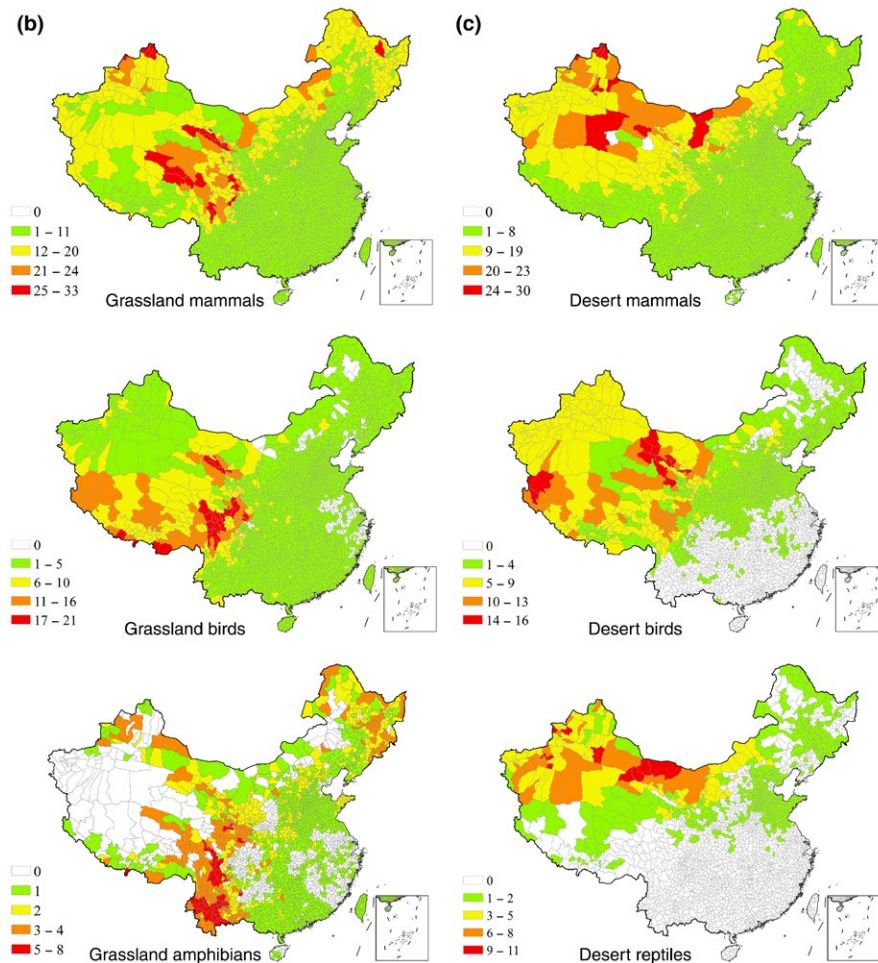 (b)
0
1 – 11
12 – 20
21 – 24
25 – 33
Grassland mammals
(c)
0
1 – 8
9 – 19
20 – 23
24 – 30
Desert mammals
0
1 – 5
6 – 10
11 – 16
17 – 21
Grassland birds
0
1 – 4
5 – 9
10 – 13
14 – 16
Desert birds
0
1
2
3 – 4
5 – 8
Grassland amphibians
0
1 – 2
3 – 5
6 – 8
9 – 11
Desert reptiles